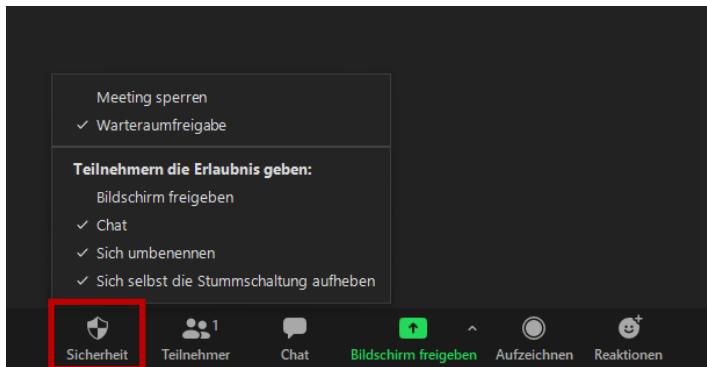 Meeting sperren
✓ Warteraumfreigabe
Teilnehmern die Erlaubnis geben:
Bildschirm freigeben
✓ Chat
✓ Sich umbenennen
✓ Sich selbst die Stummschaltung aufheben
1
Sicherheit Teilnehmer Chat Bildschirm freigeben Aufzeichnen Reaktionen